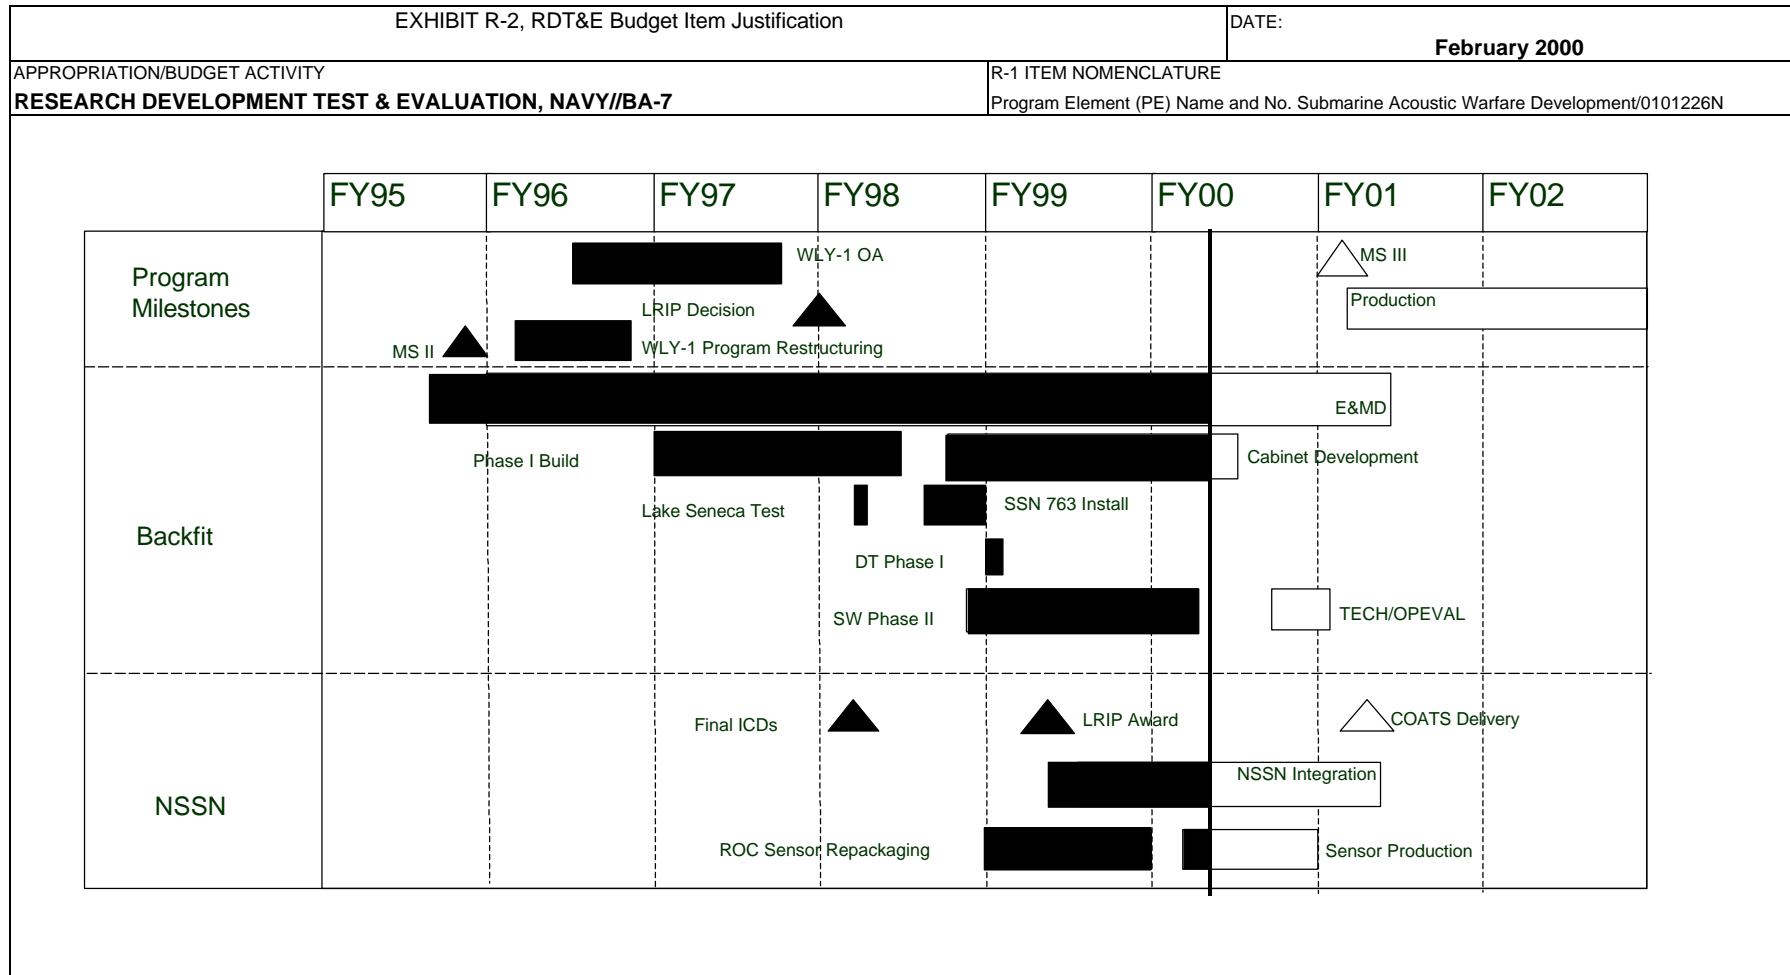 EXHIBIT R-2, RDT&E Budget Item Justification
DATE:
February 2000
APPROPRIATION/BUDGET ACTIVITY
RESEARCH DEVELOPMENT TEST & EVALUATION, NAVY//BA-7
R-1 ITEM NOMENCLATURE
Program Element (PE) Name and No. Submarine Acoustic Warfare Development/0101226N
FY95 FY96 FY97 FY98 FY99 FY00 FY01 FY02
Program
Milestones
WLY-1 OA
MS III
LRIP Decision
Production
MS II
WLY-1 Program Restructuring
Backfit
E&MD
Phase I Build
Cabinet Development
Lake Seneca Test
SSN 763 Install
DT Phase I
SW Phase II
TECH/OPEVAL
NSSN
Final ICDs
LRIP Award
COATS Delivery
NSSN Integration
ROC Sensor Repackaging
Sensor Production